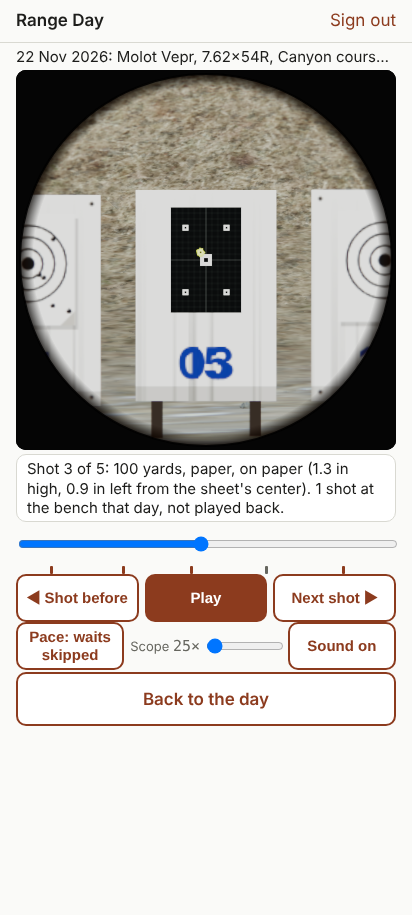 Range Day
Sign out
22 Nov 2026: Molot Vepr, 7.62×54R, Canyon cours...
03
Shot 3 of 5: 100 yards, paper, on paper (1.3 in
high, 0.9 in left from the sheet's center). 1 shot at
the bench that day, not played back.
◀ Shot before
Play
Next shot ▶
Pace: waits
skipped
Scope 25×
Sound on
Back to the day